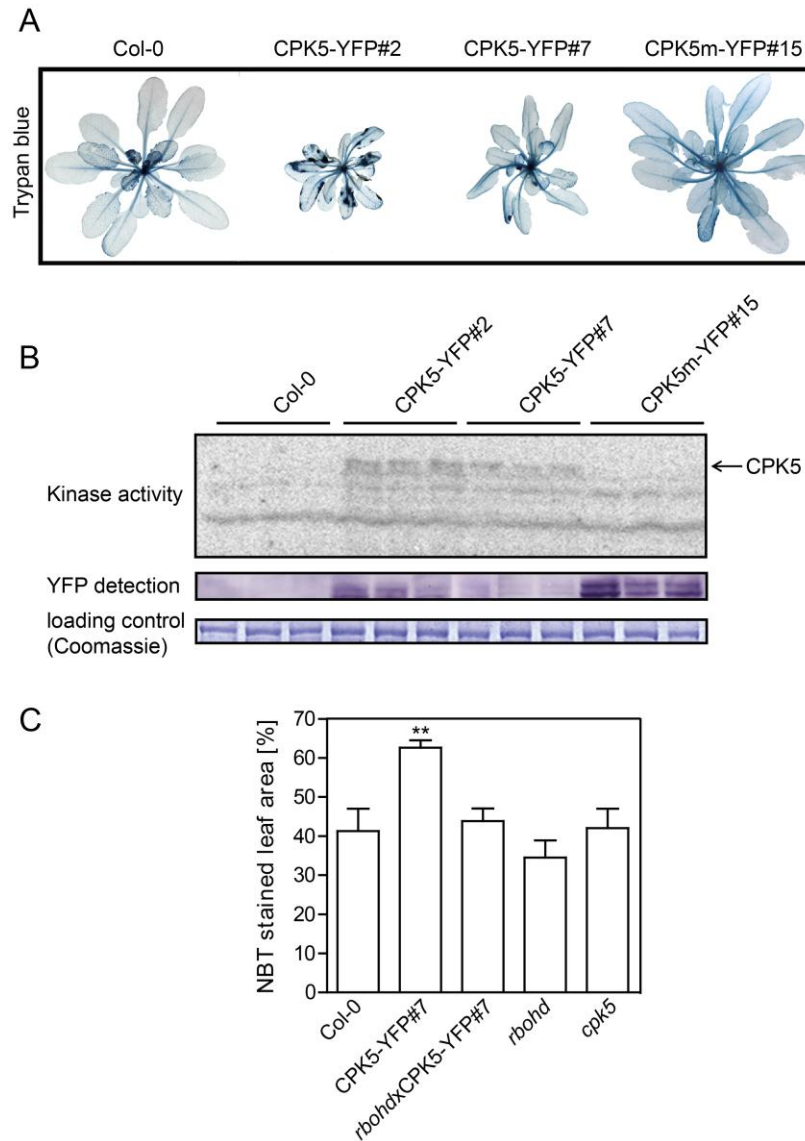 A
Col-0 CPK5-YFP#2 CPK5-YFP#7 CPK5m-YFP#15
Trypan blue
B
Col-0 CPK5-YFP#2 CPK5-YFP#7 CPK5m-YFP#15
Kinase activity
CPK5
YFP detection
loading control
(Coomassie)
C
NBT stained leaf area [%]
70
60
50
40
30
20
10
0
**
Col-0 CPK5-YFP#7 rbohdxCPK5-YFP#7 rbohd cpk5